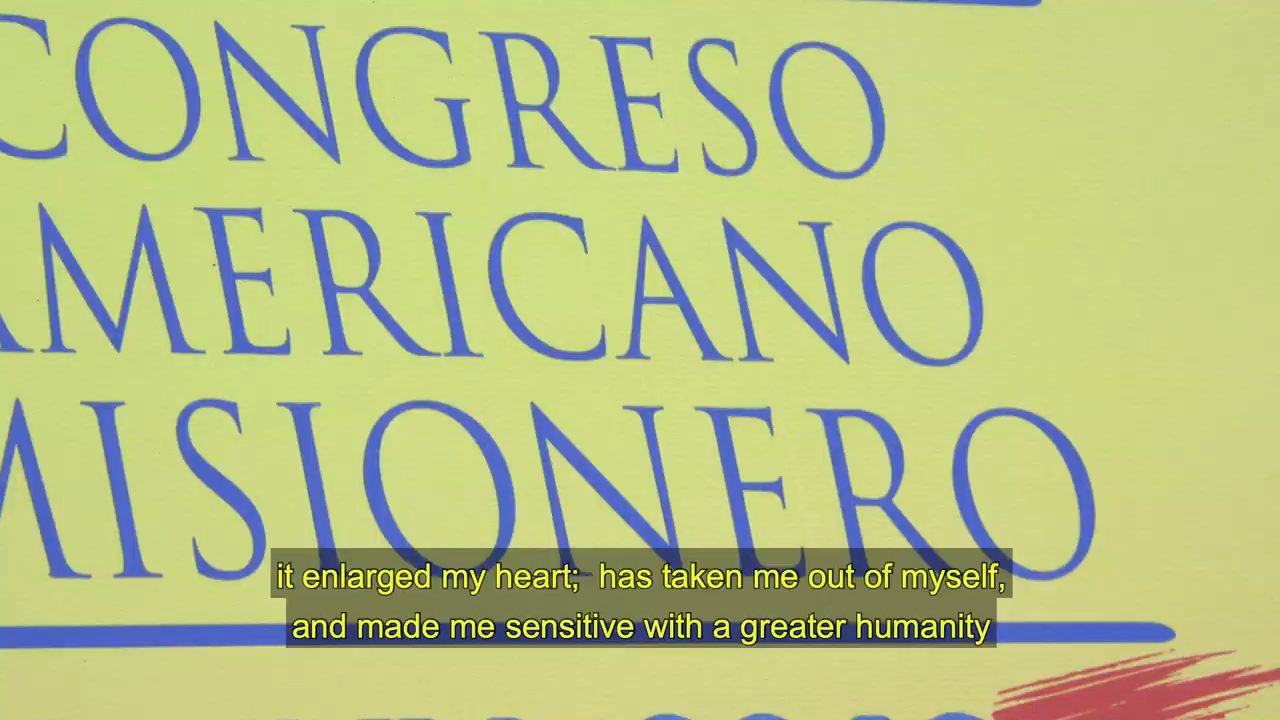 CONGRESO
AMERICANO
MISIONERO
it enlarged my heart;  has taken me out of myself,
and made me sensitive with a greater humanity